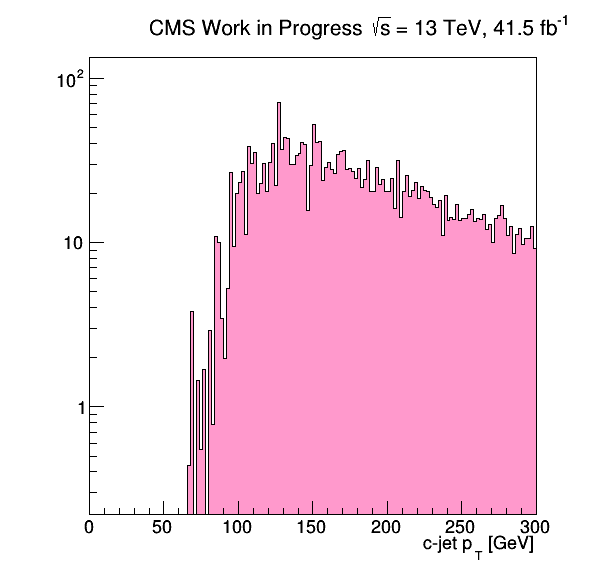 CMS Work in Progress √s = 13 TeV, 41.5 fb⁻¹
10²
10
1
0 50 100 150 200 250 300
c-jet p_T [GeV]